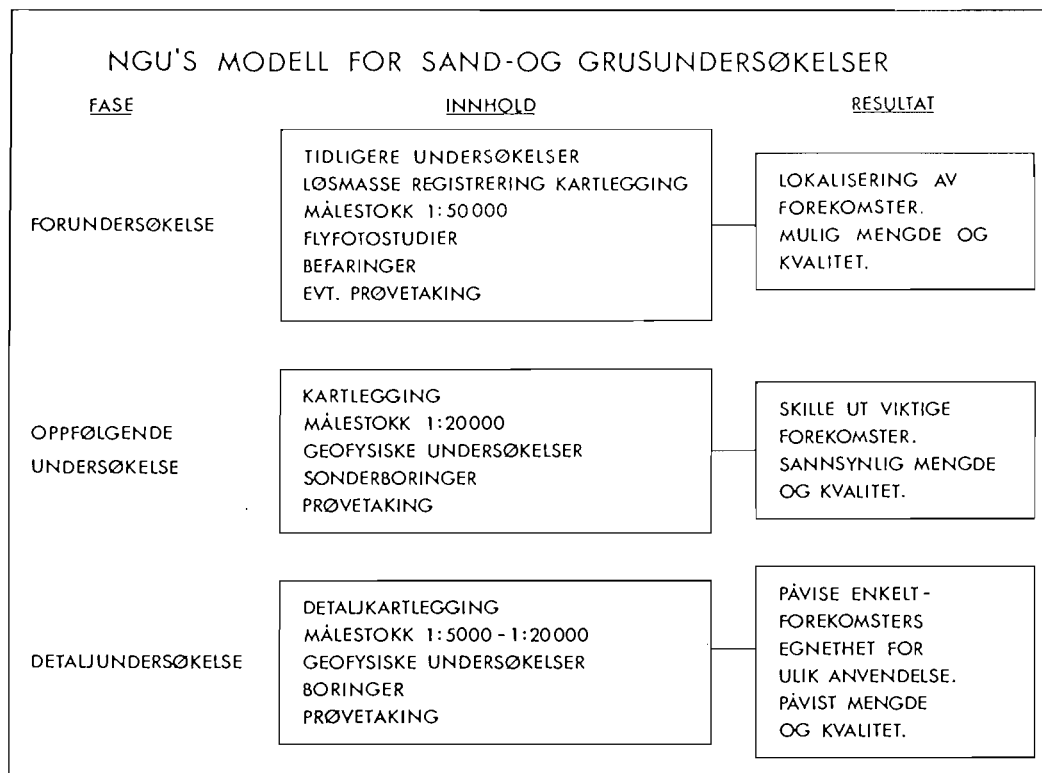 NGU'S MODELL FOR SAND-OG GRUSUNDERSØKELSER
FASE INNHOLD RESULTAT
FORUNDERSØKELSE
TIDLIGERE UNDERSØKELSER
LØSMASSE REGISTRERING KARTLEGGING
MÅLESTOKK 1:50000
FLYFOTOSTUDIER
BEFARINGER
EVT. PRØVETAKING
LOKALISERING AV
FOREKOMSTER.
MULIG MENGDE OG
KVALITET.
OPPFØLGENDE
UNDERSØKELSE
KARTLEGGING
MÅLESTOKK 1:20000
GEOFYSISKE UNDERSØKELSER
SONDERBORINGER
PRØVETAKING
SKILLE UT VIKTIGE
FOREKOMSTER.
SANNSYNLIG MENGDE
OG KVALITET.
DETALJUNDERSØKELSE
DETALJKARTLEGGING
MÅLESTOKK 1:5000-1:20000
GEOFYSISKE UNDERSØKELSER
BORINGER
PRØVETAKING
PÅVISE ENKELT-
FOREKOMSTERS
EGNETHET FOR
ULIK ANVENDELSE.
PÅVIST MENGDE
OG KVALITET.